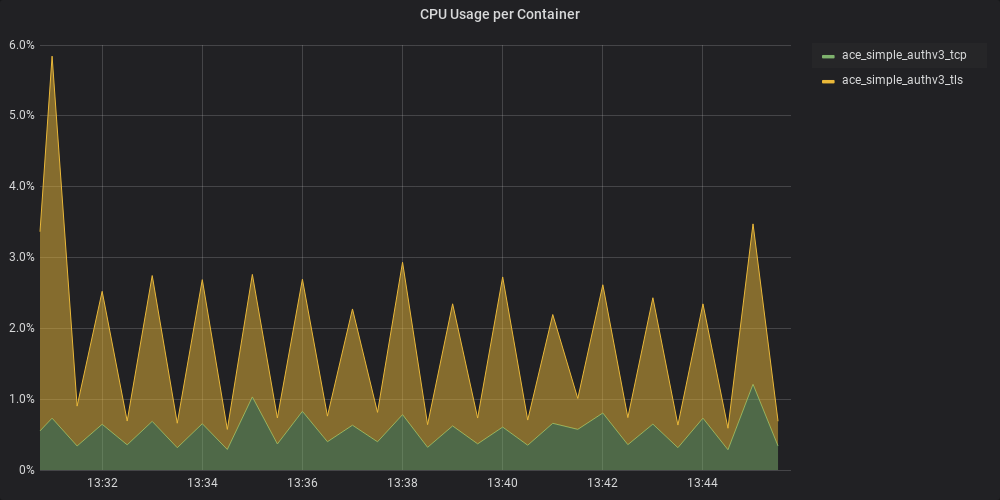 CPU Usage per Container
6.0%
5.0%
4.0%
3.0%
2.0%
1.0%
0%
13:32 13:34 13:36 13:38 13:40 13:42 13:44
ace_simple_authv3_tcp
ace_simple_authv3_tls